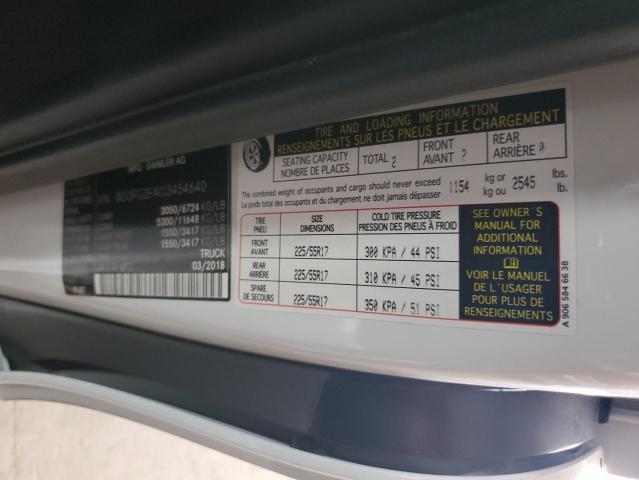 MFD. DAIMLER AG
3050/6724 KG/LB
5300/11648 KG/LB
1550/3417 KG/LB
1550/3417 KG/LB
TRUCK
03/2018
TIRE AND LOADING INFORMATION
RENSEIGNEMENTS SUR LES PNEUS ET LE CHARGEMENT
SEATING CAPACITY
NOMBRE DE PLACES
TOTAL 2
FRONT
AVANT 2
REAR
ARRIÈRE 0
The combined weight of occupants and cargo should never exceed
Le poids total des occupants et du chargement ne doit jamais dépasser
1154 kg or
kg ou
2545 lbs.
lb.
TIRE
PNEU
SIZE
DIMENSIONS
COLD TIRE PRESSURE
PRESSION DES PNEUS À FROID
FRONT
AVANT
225/55R17
300 KPA / 44 PSI
REAR
ARRIÈRE
225/55R17
310 KPA / 45 PSI
SPARE
DE SECOURS
225/55R17
350 KPA / 51 PSI
SEE OWNER´S
MANUAL FOR
ADDITIONAL
INFORMATION
VOIR LE MANUEL
DE L´USAGER
POUR PLUS DE
RENSEIGNEMENTS
A 906 584 66 38